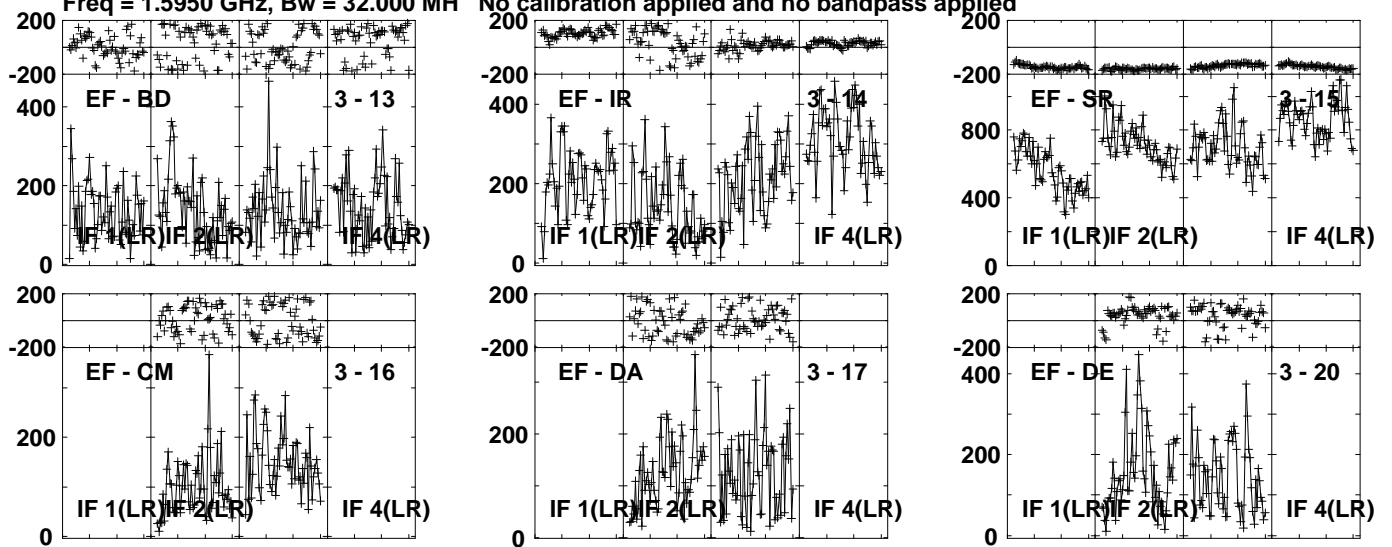 Freq = 1.5950 GHz, Bw = 32.000 MH No calibration applied and no bandpass applied
200
-200
EF - BD 3 - 13
400
200
0
IF 1(LR) IF 2(LR) IF 4(LR)
200
-200
EF - IR 3 - 14
400
200
0
IF 1(LR) IF 2(LR) IF 4(LR)
200
-200
EF - SR 3 - 15
800
400
0
IF 1(LR) IF 2(LR) IF 4(LR)
200
-200
EF - CM 3 - 16
200
0
IF 1(LR) IF 2(LR) IF 4(LR)
200
-200
EF - DA 3 - 17
200
0
IF 1(LR) IF 2(LR) IF 4(LR)
200
-200
EF - DE 3 - 20
400
200
0
IF 1(LR) IF 2(LR) IF 4(LR)